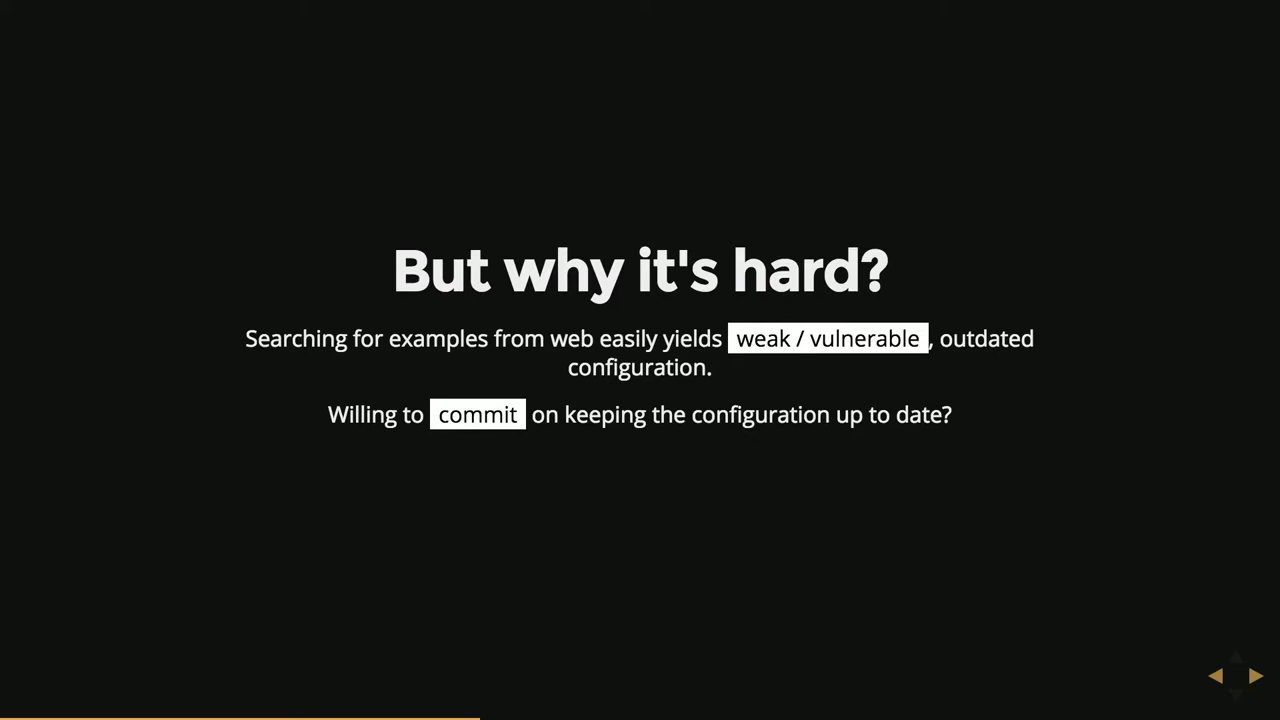 But why it's hard?
Searching for examples from web easily yields weak / vulnerable , outdated
configuration.
Willing to commit on keeping the configuration up to date?